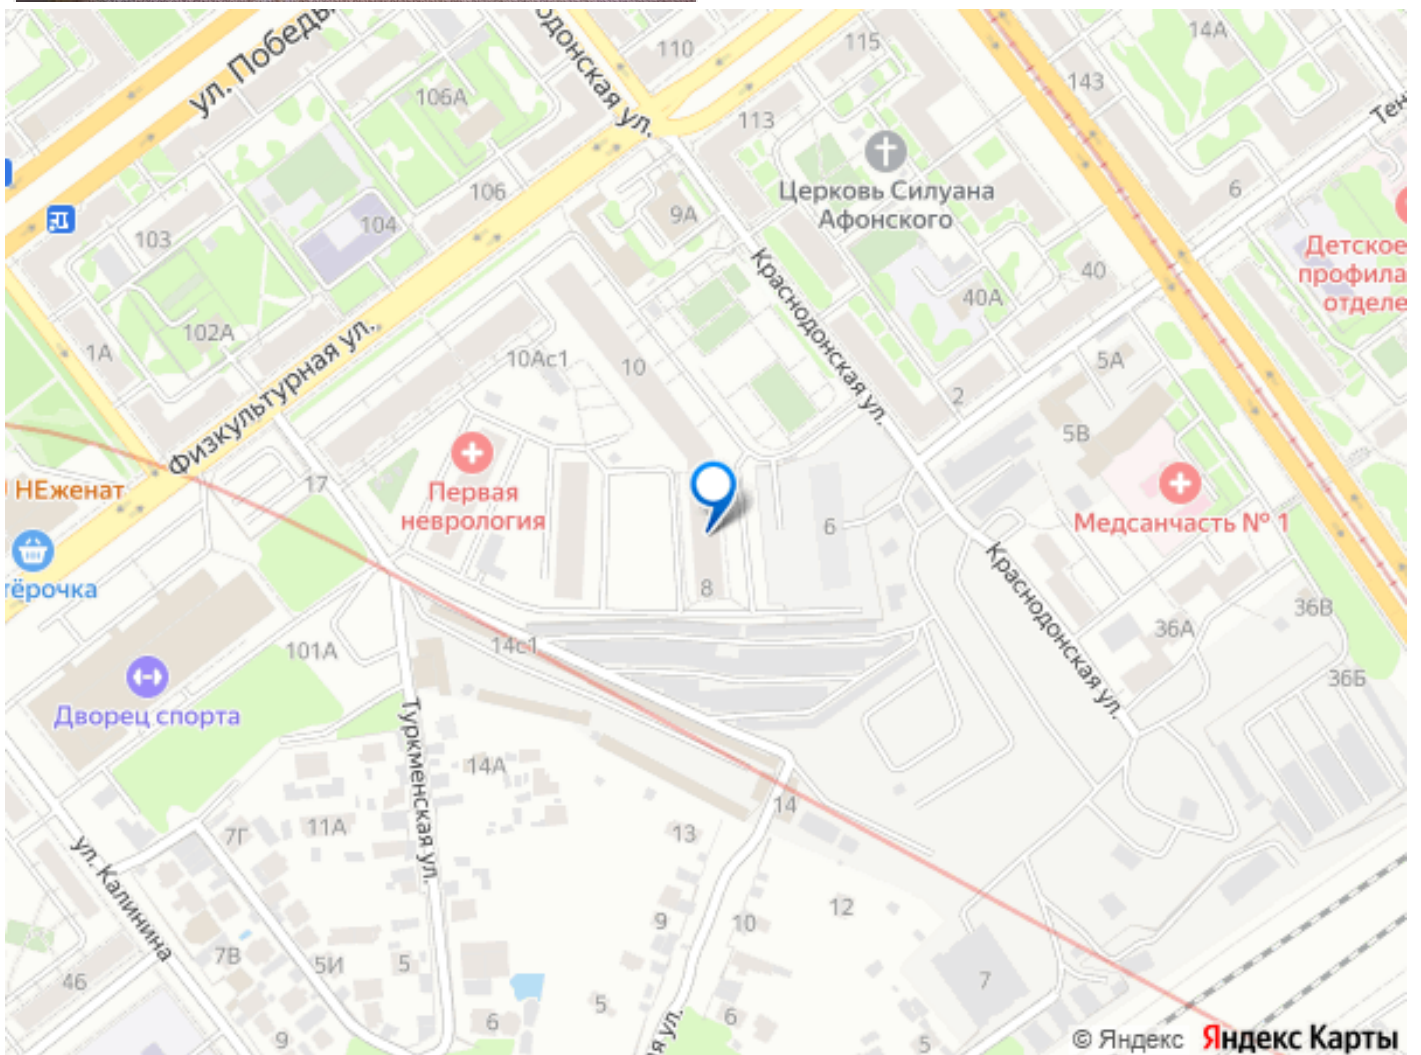 ул. Победы
одонская ул.
110
115
14А
143
106А
113
Тен
Церковь Силуана
Афонского
6
106
9А
104
103
Детское
профила
отделе
40
40А
Краснодонская ул.
102А
1А
Физкультурная ул.
10Ас1
10
5А
2
5В
17
НЕженат
Первая
неврология
Медсанчасть № 1
6
тёрочка
8
Краснодонская ул.
36В
36А
36Б
101А
14с1
Дворец спорта
Туркменская ул.
14А
14
13
11А
7Г
ул. Калинина
12
9
10
7В
5И
5
46
7
5
6
6
9
5
я ул.
© Яндекс Яндекс Карты